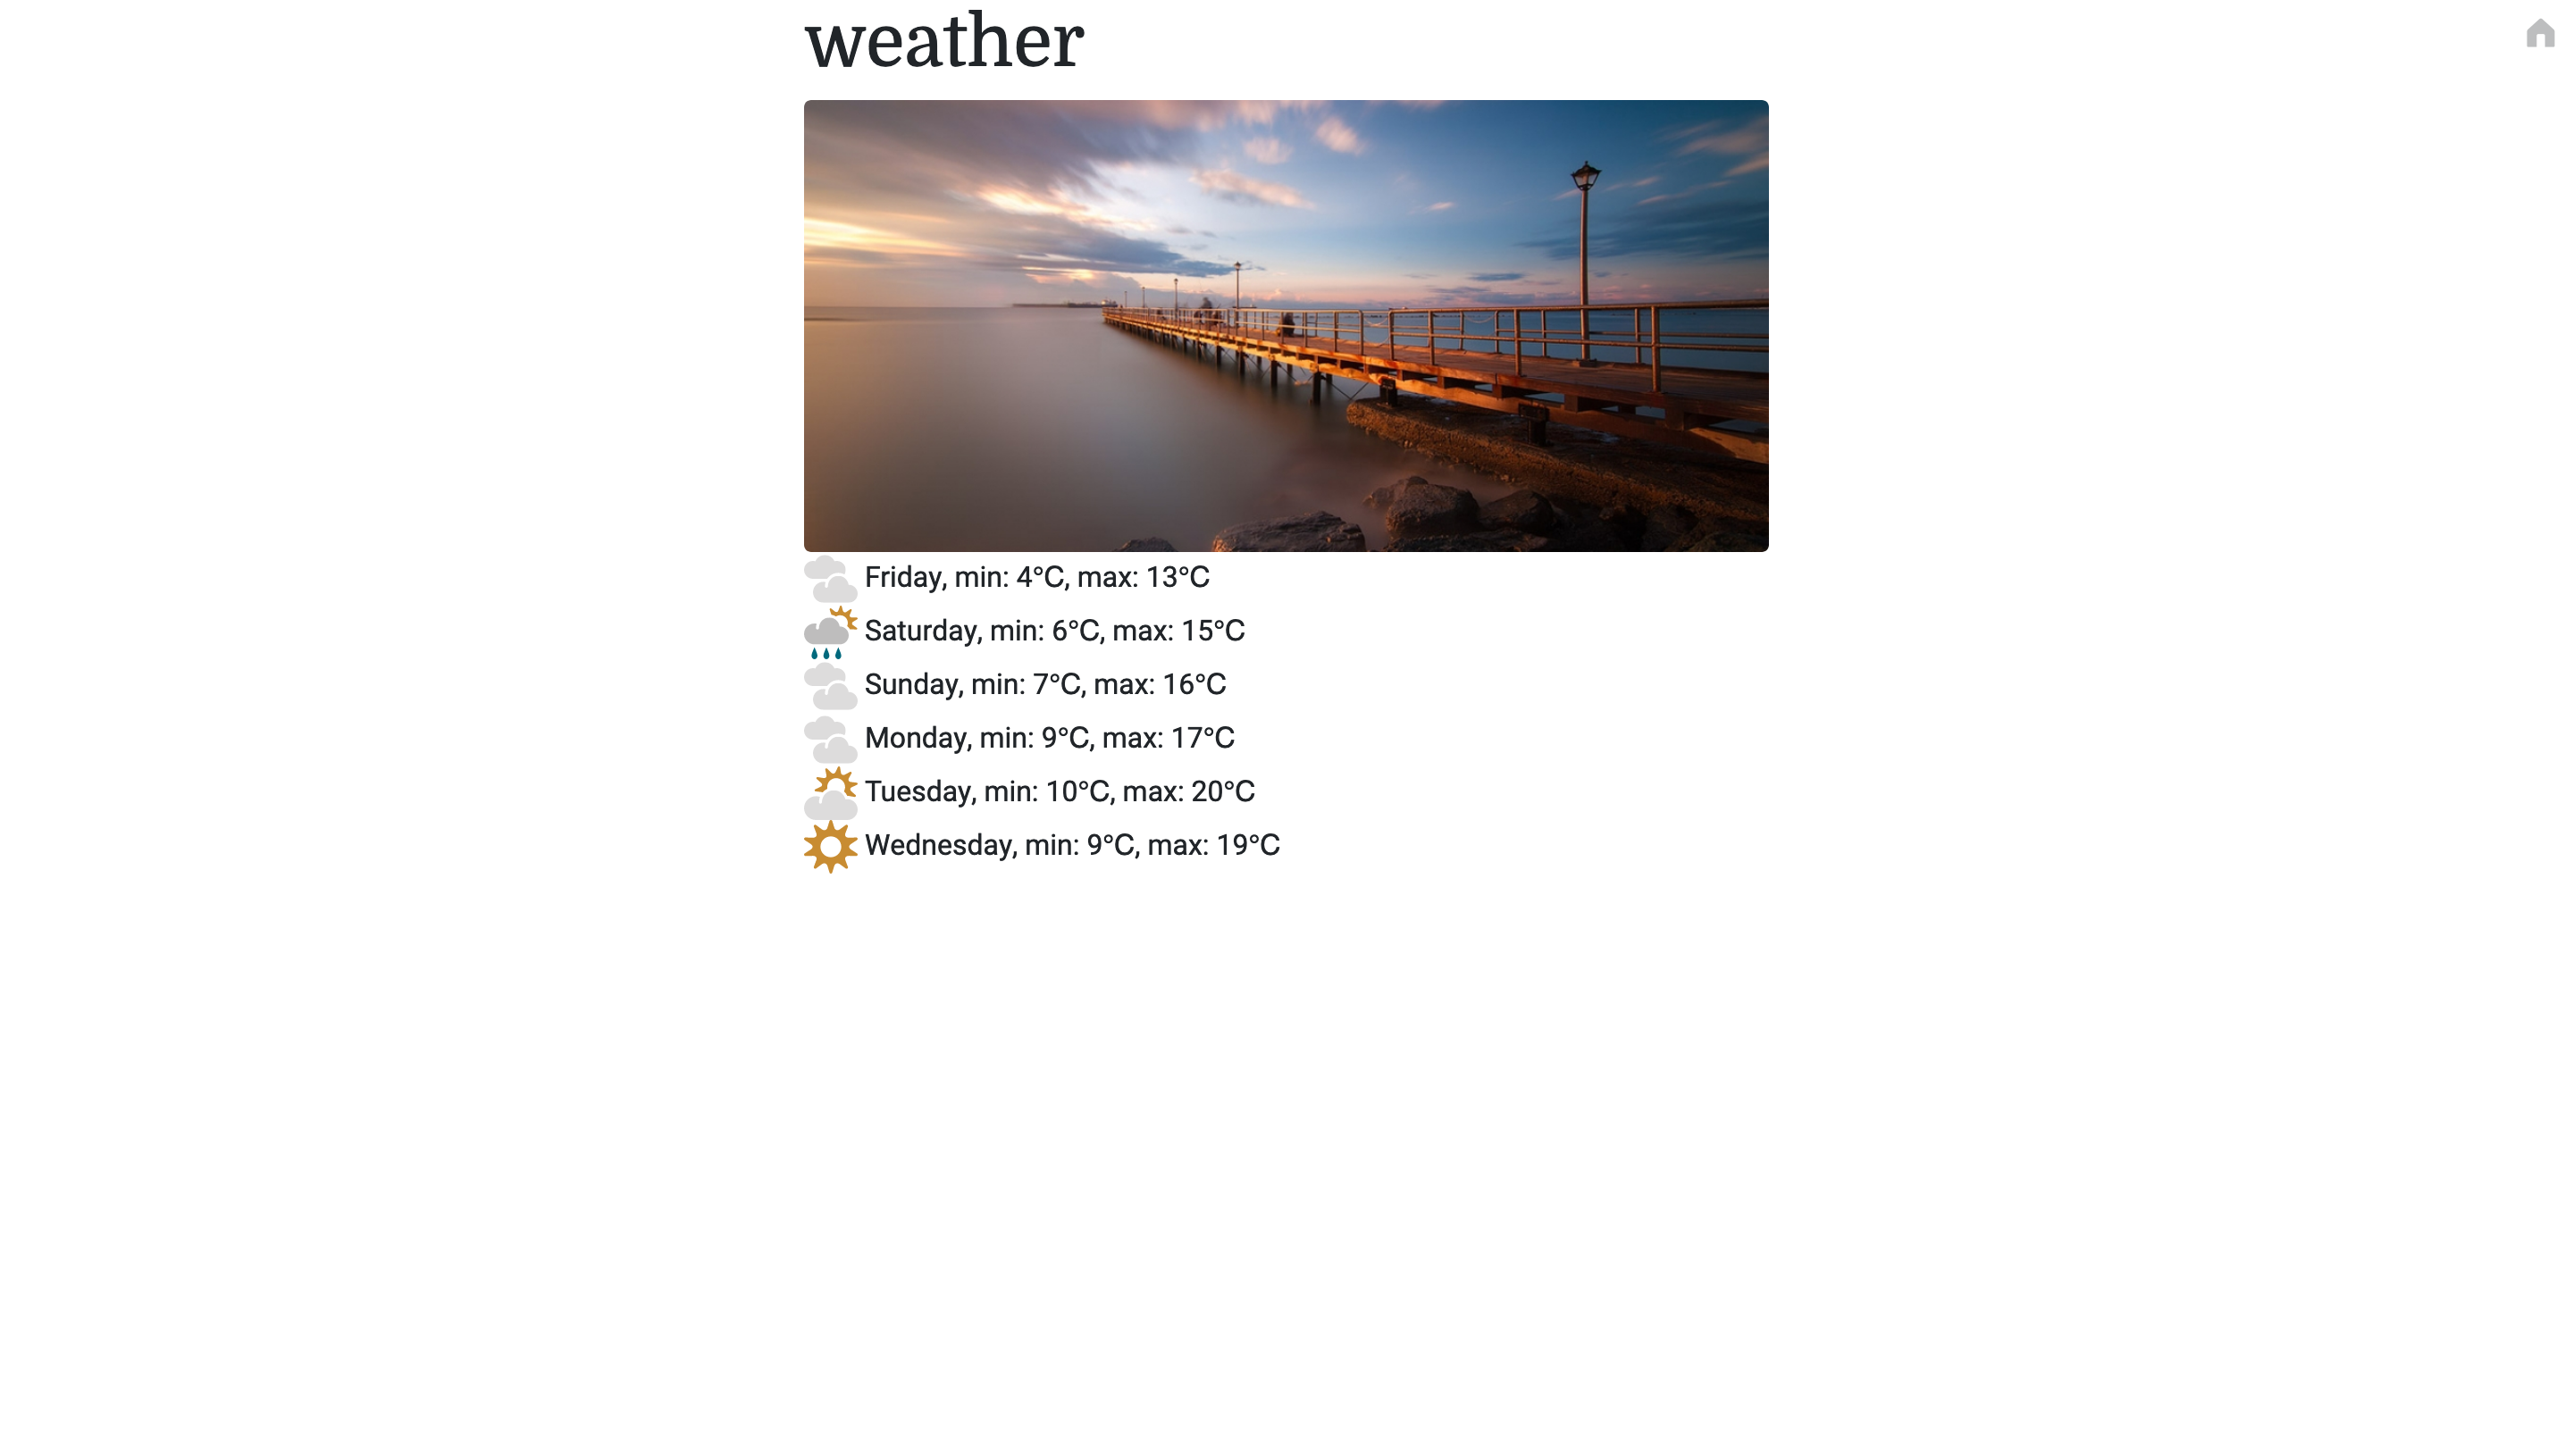 weather
Friday, min: 4°C, max: 13°C
Saturday, min: 6°C, max: 15°C
Sunday, min: 7°C, max: 16°C
Monday, min: 9°C, max: 17°C
Tuesday, min: 10°C, max: 20°C
Wednesday, min: 9°C, max: 19°C